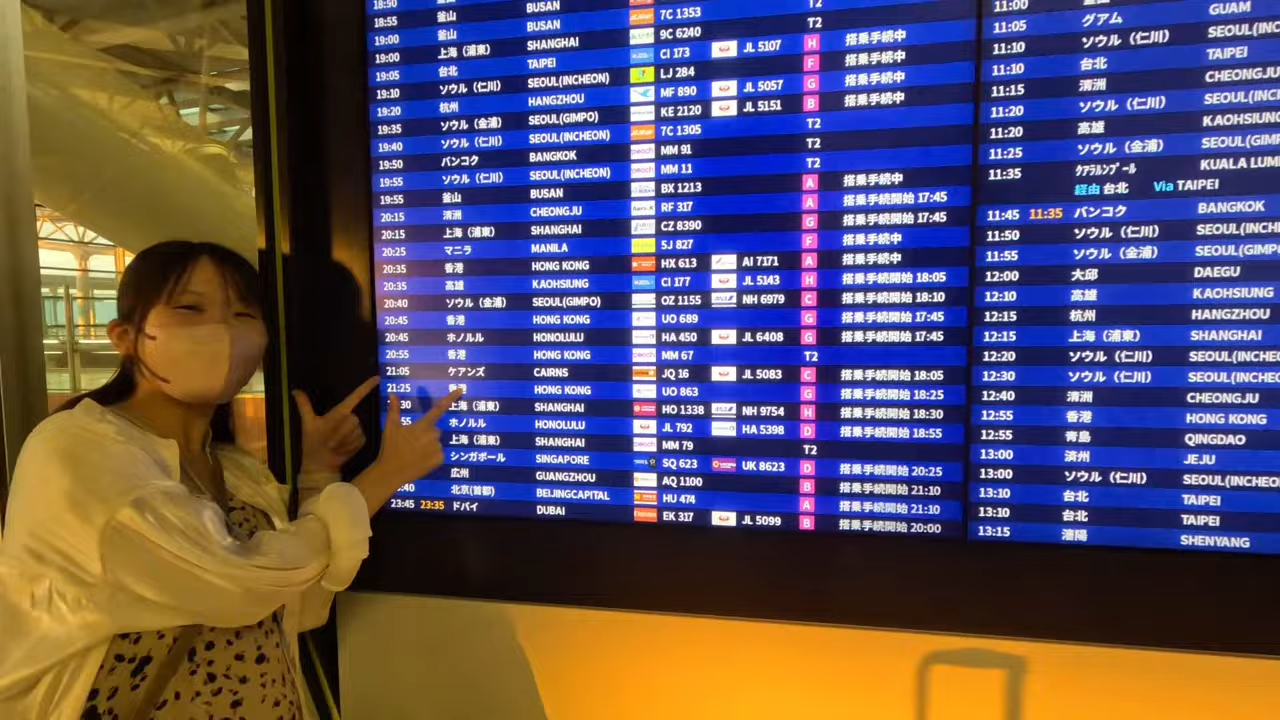 18:50
18:55 釜山 BUSAN
19:00 釜山 BUSAN 7C 1353
19:00 上海（浦東） SHANGHAI 9C 6240 T2
19:05 台北 TAIPEI CI 173 JL 5107 H 搭乗手続中
19:10 ソウル（仁川） SEOUL(INCHEON) LJ 284 F 搭乗手続中
19:20 杭州 HANGZHOU MF 890 JL 5057 G 搭乗手続中
19:35 ソウル（金浦） SEOUL(GIMPO) KE 2120 JL 5151 B 搭乗手続中
19:40 ソウル（仁川） SEOUL(INCHEON) 7C 1305 T2
19:50 バンコク BANGKOK peach MM 91 T2
19:55 ソウル（仁川） SEOUL(INCHEON) peach MM 11 T2
19:55 釜山 BUSAN BX 1213 A 搭乗手続中
20:15 清洲 CHEONGJU RF 317 A 搭乗手続開始 17:45
20:15 上海（浦東） SHANGHAI CZ 8390 G 搭乗手続開始 17:45
20:25 マニラ MANILA 5J 827 F 搭乗手続中
20:35 香港 HONG KONG HX 613 AI 7171 A 搭乗手続中
20:35 高雄 KAOHSIUNG CI 177 JL 5143 H 搭乗手続開始 18:05
20:40 ソウル（金浦） SEOUL(GIMPO) OZ 1155 NH 6979 C 搭乗手続開始 18:10
20:45 香港 HONG KONG UO 689 G 搭乗手続開始 17:45
20:45 ホノルル HONOLULU HA 450 JL 6408 G 搭乗手続開始 17:45
20:55 香港 HONG KONG peach MM 67 T2
21:05 ケアンズ CAIRNS JQ 16 JL 5083 C 搭乗手続開始 18:05
21:25 香港 HONG KONG UO 863 G 搭乗手続開始 18:25
:30 上海（浦東） SHANGHAI HO 1338 NH 9754 H 搭乗手続開始 18:30
:55 ホノルル HONOLULU JL 792 HA 5398 D 搭乗手続開始 18:55
上海（浦東） SHANGHAI peach MM 79 T2
シンガポール SINGAPORE SQ 623 UK 8623 D 搭乗手続開始 20:25
広州 GUANGZHOU AQ 1100 B 搭乗手続開始 21:10
:40 北京(首都) BEIJINGCAPITAL HU 474 A 搭乗手続開始 21:10
23:45 23:35 ドバイ DUBAI EK 317 JL 5099 B 搭乗手続開始 20:00
11:00
11:05 グアム GUAM
11:10 ソウル（仁川） SEOUL(INC
11:10 台北 TAIPEI
11:15 清洲 CHEONGJU
11:20 ソウル（仁川） SEOUL(INCHE
11:20 高雄 KAOHSIUN
11:25 ソウル（金浦） SEOUL(GIM
11:35 ｸｱﾗﾙﾝﾌﾟｰﾙ KUALA LUM
経由 台北 Via TAIPEI
11:45 11:35 バンコク BANGKOK
11:50 ソウル（仁川） SEOUL(INCH
11:55 ソウル（金浦） SEOUL(GIMP
12:00 大邱 DAEGU
12:10 高雄 KAOHSIUNG
12:15 杭州 HANGZHOU
12:15 上海（浦東） SHANGHAI
12:20 ソウル（仁川） SEOUL(INCHE
12:30 ソウル（仁川） SEOUL(INCHEO
12:40 清洲 CHEONGJU
12:55 香港 HONG KONG
12:55 青島 QINGDAO
13:00 済州 JEJU
13:00 ソウル（仁川） SEOUL(INCHEO
13:10 台北 TAIPEI
13:10 台北 TAIPEI
13:15 瀋陽 SHENYANG